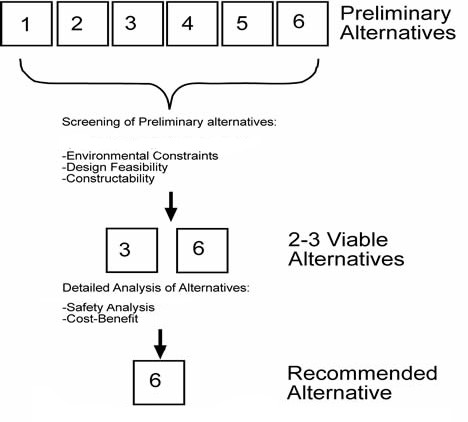 1 2 3 4 5 6
Preliminary
Alternatives
Screening of Preliminary alternatives:
-Environmental Constraints
-Design Feasibility
-Constructability
3 6
2-3 Viable
Alternatives
Detailed Analysis of Alternatives:
-Safety Analysis
-Cost-Benefit
6
Recommended
Alternative